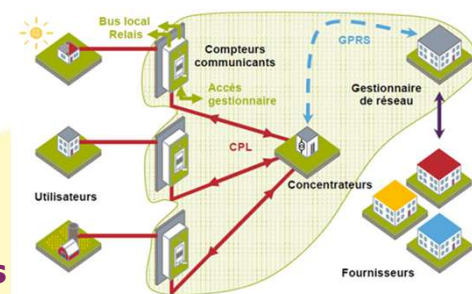 Bus local
Relais
Compteurs
communicants
GPRS
Gestionnaire
de réseau
Accès
gestionnaire
CPL
Concentrateurs
Utilisateurs
Fournisseurs
s